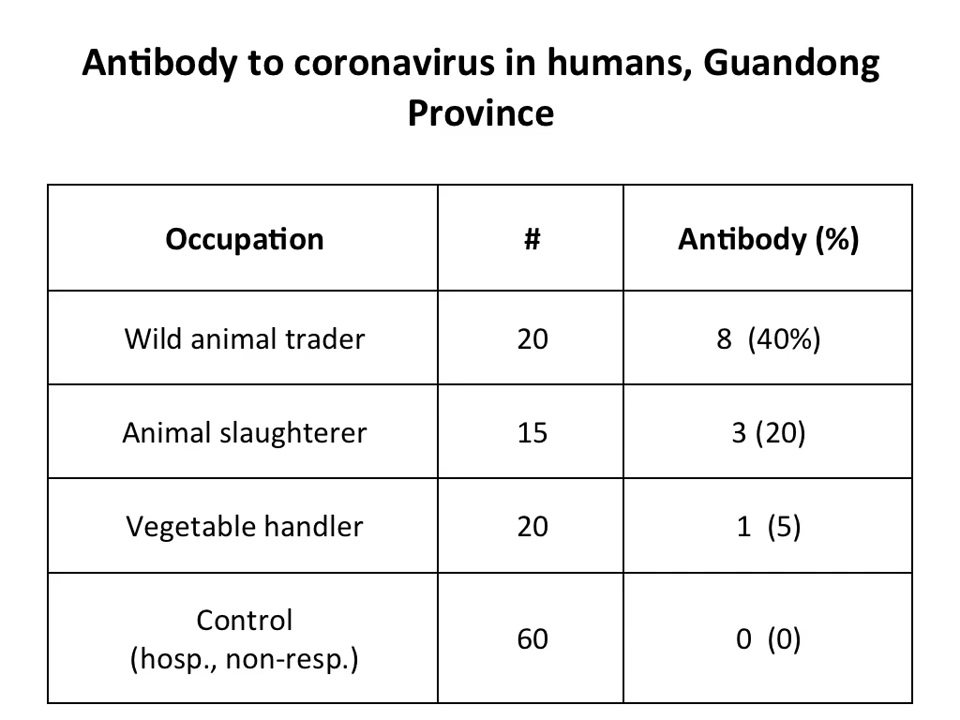 Antibody to coronavirus in humans, Guandong
Province
Occupation # Antibody (%)
Wild animal trader 20 8 (40%)
Animal slaughterer 15 3 (20)
Vegetable handler 20 1 (5)
Control
(hosp., non-resp.) 60 0 (0)